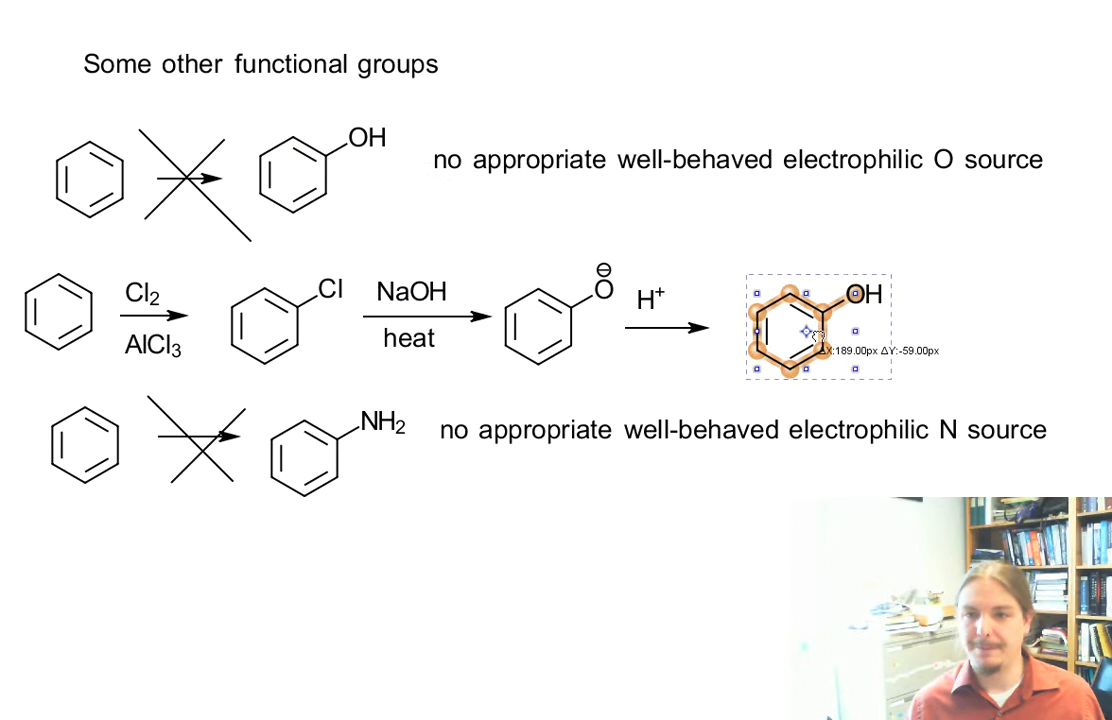 Some other functional groups
OH
no appropriate well-behaved electrophilic O source
Cl2
AlCl3
Cl
NaOH
heat
⊖
O
H+
OH
ΔX:189.00px ΔY:-59.00px
NH2
no appropriate well-behaved electrophilic N source